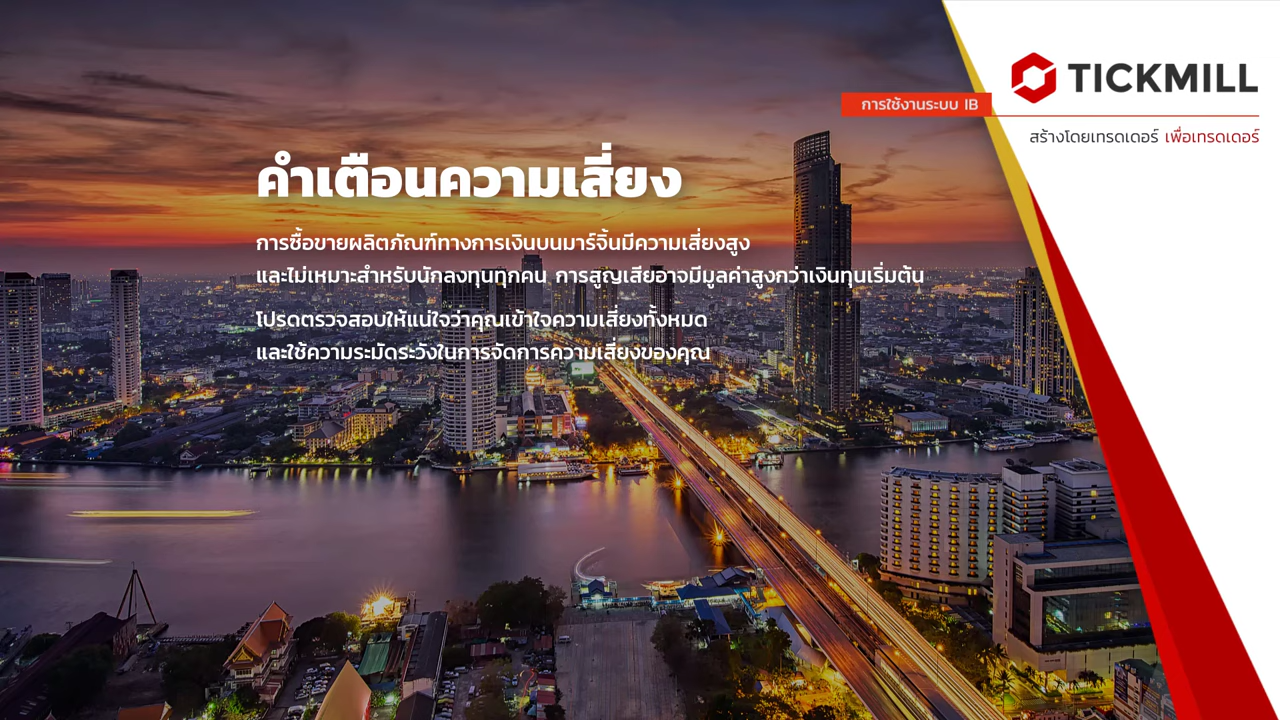 TICKMILL
การใช้งานระบบ IB
สร้างโดยเทรดเดอร์ เพื่อเทรดเดอร์
คำเตือนความเสี่ยง
การซื้อขายผลิตภัณฑ์ทางการเงินบนมาร์จิ้นมีความเสี่ยงสูง
และไม่เหมาะสำหรับนักลงทุนทุกคน การสูญเสียอาจมีมูลค่าสูงกว่าเงินทุนเริ่มต้น
โปรดตรวจสอบให้แน่ใจว่าคุณเข้าใจความเสี่ยงทั้งหมด
และใช้ความระมัดระวังในการจัดการความเสี่ยงของคุณ